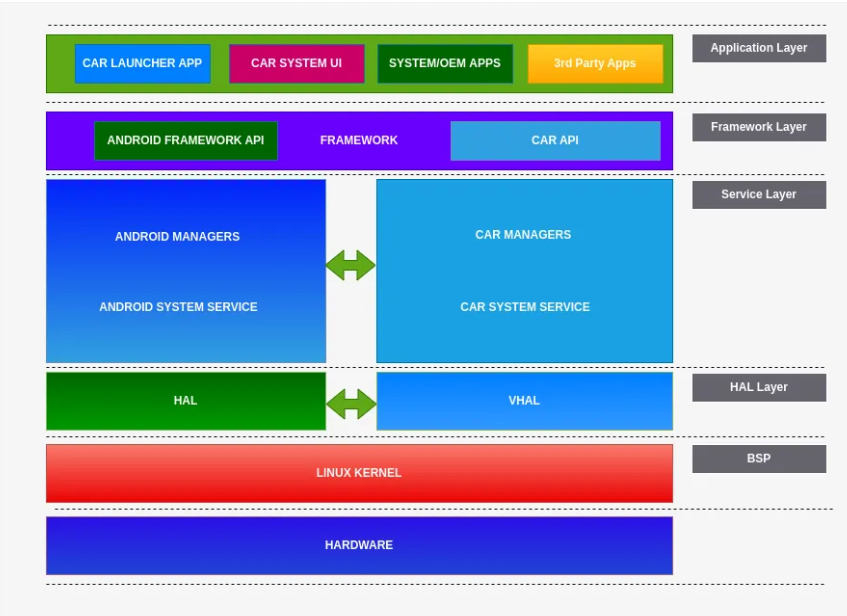 CAR LAUNCHER APP
CAR SYSTEM UI
SYSTEM/OEM APPS
3rd Party Apps
Application Layer
ANDROID FRAMEWORK API
FRAMEWORK
CAR API
Framework Layer
Service Layer
ANDROID MANAGERS
CAR MANAGERS
ANDROID SYSTEM SERVICE
CAR SYSTEM SERVICE
HAL Layer
HAL
VHAL
BSP
LINUX KERNEL
HARDWARE